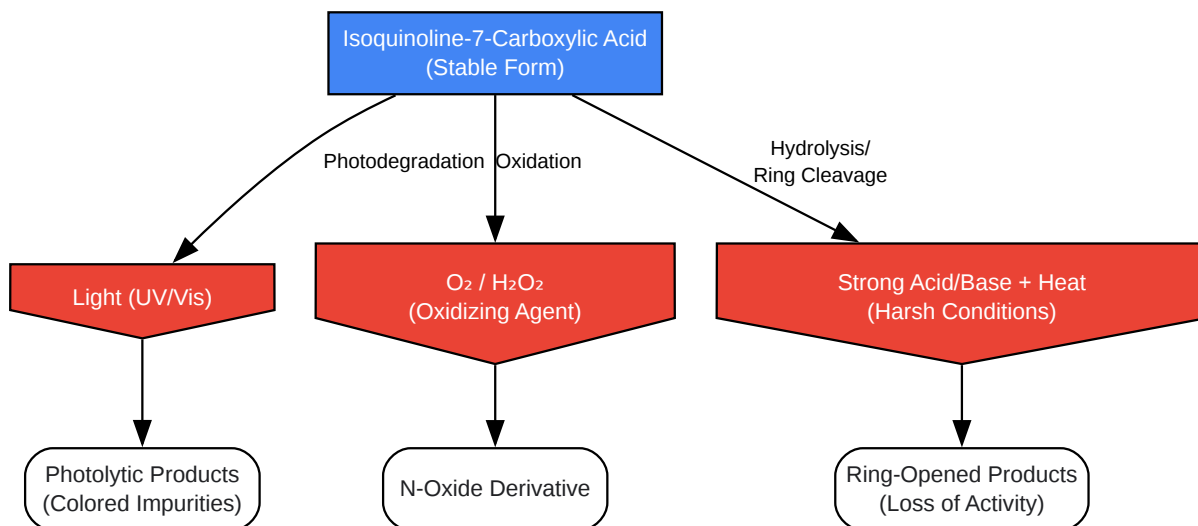 Isoquinoline-7-Carboxylic Acid
(Stable Form)
Photodegradation
Oxidation
Hydrolysis/
Ring Cleavage
Light (UV/Vis)
O₂ / H₂O₂
(Oxidizing Agent)
Strong Acid/Base + Heat
(Harsh Conditions)
Photolytic Products
(Colored Impurities)
N-Oxide Derivative
Ring-Opened Products
(Loss of Activity)